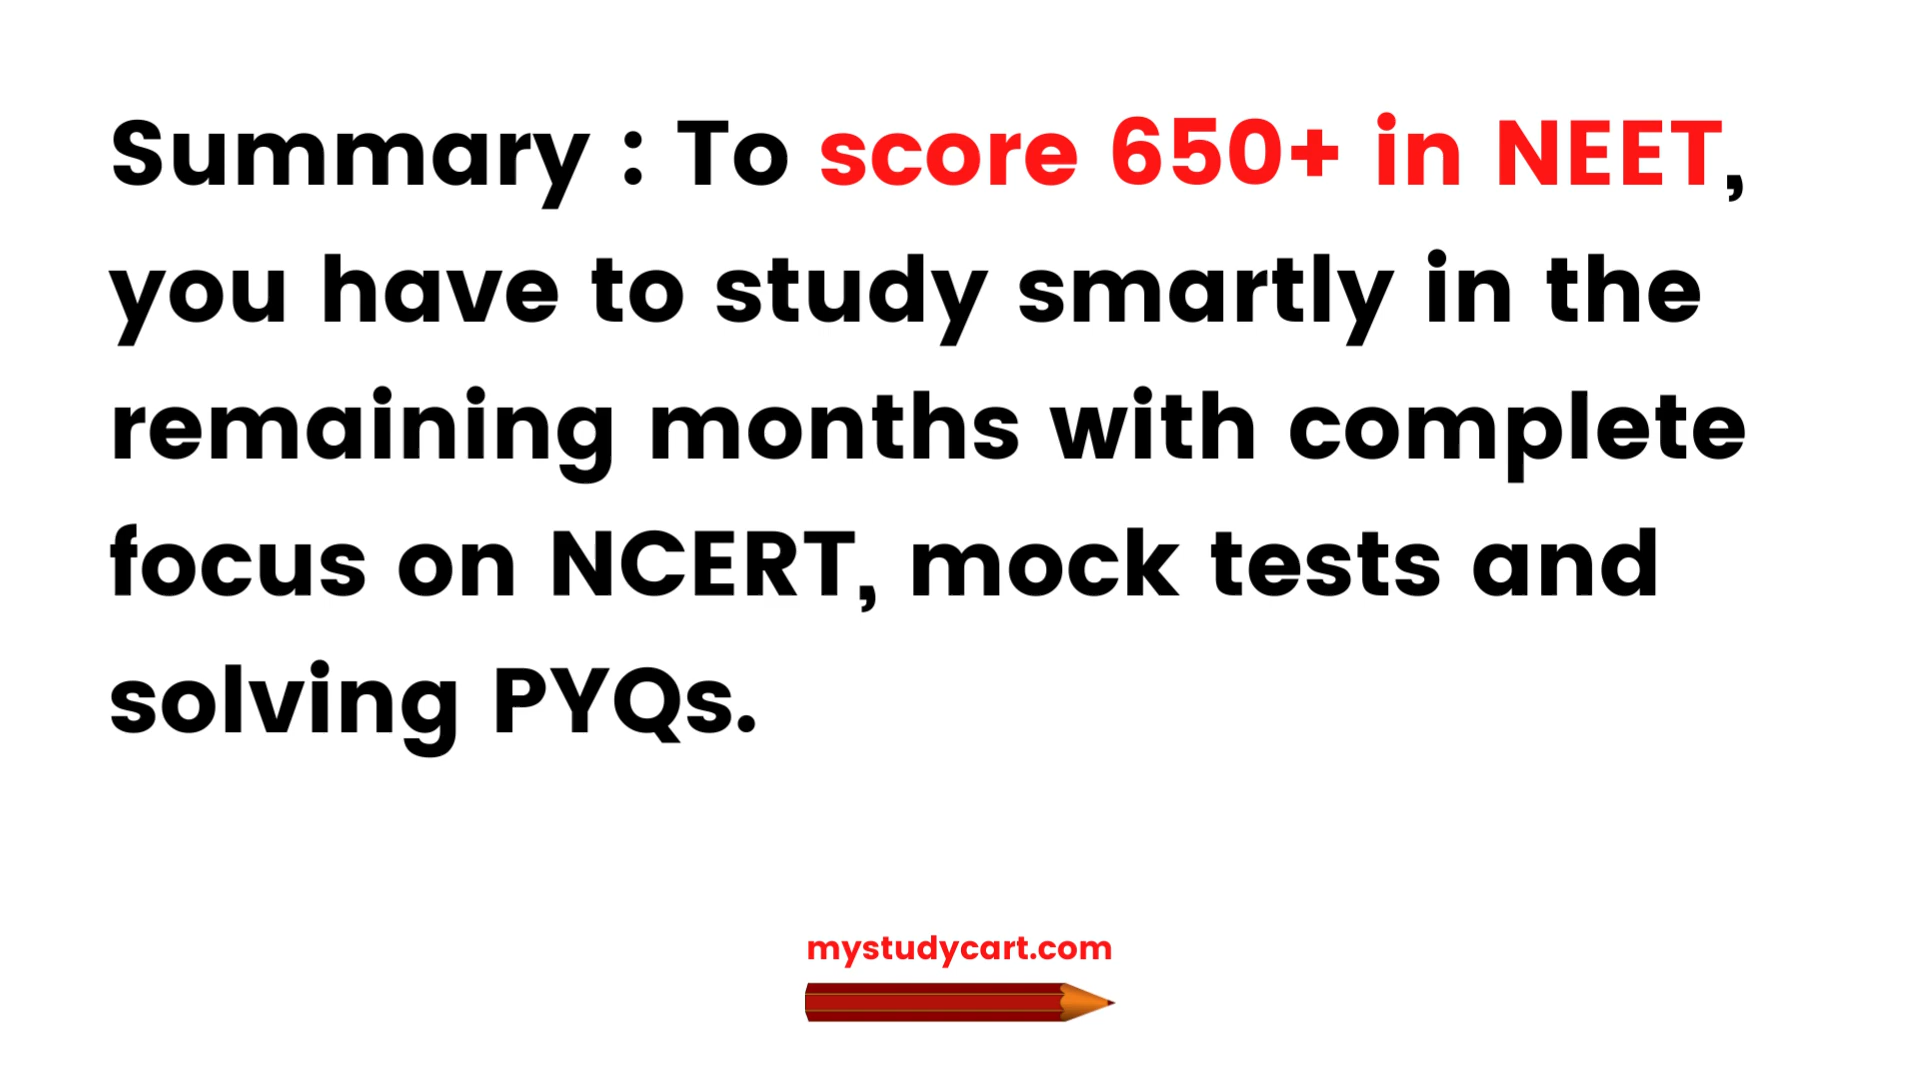 Summary : To score 650+ in NEET,
you have to study smartly in the
remaining months with complete
focus on NCERT, mock tests and
solving PYQs.
mystudycart.com